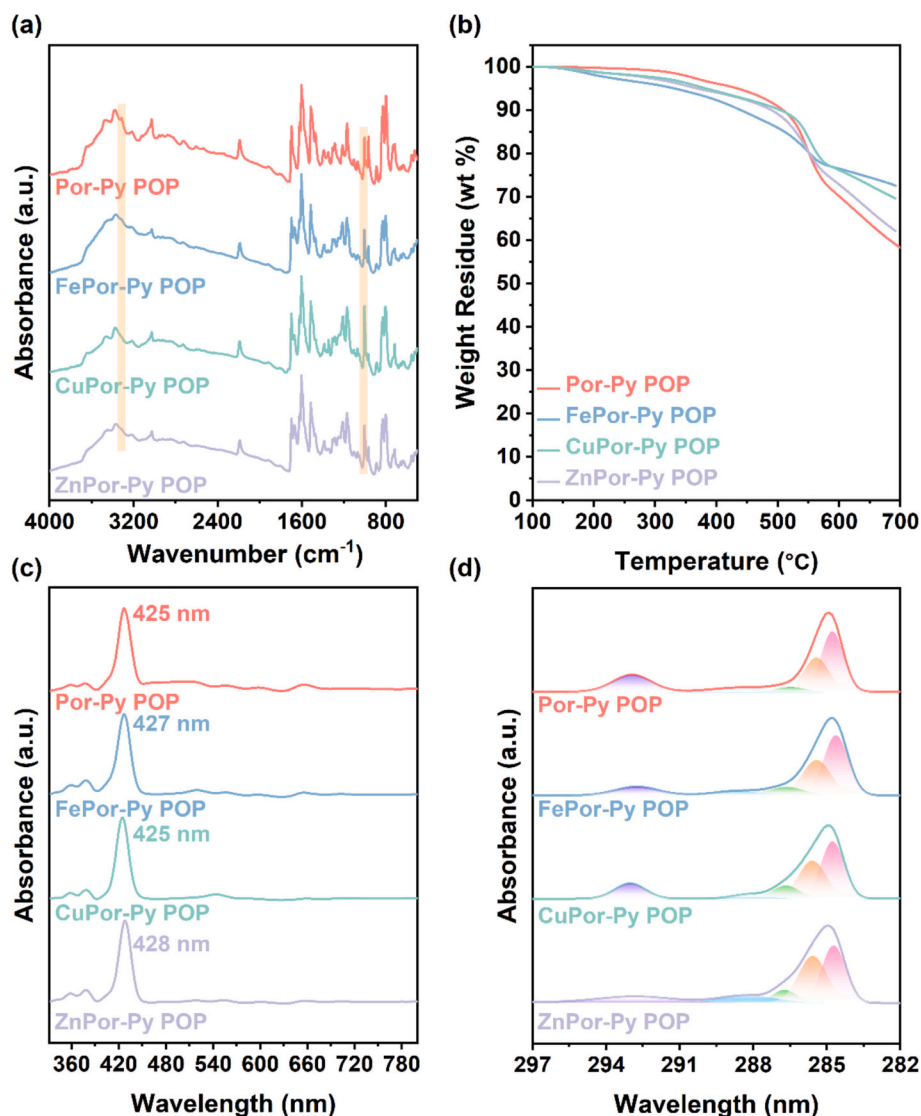 (a)
Absorbance (a.u.)
Por-Py POP
FePor-Py POP
CuPor-Py POP
ZnPor-Py POP
4000 3200 2400 1600 800
Wavenumber (cm⁻¹)
(b)
Weight Residue (wt %)
100
90
80
70
60
50
40
30
25
20
15
10
5
0
Por-Py POP
FePor-Py POP
CuPor-Py POP
ZnPor-Py POP
100 200 300 400 500 600 700
Temperature (°C)
(c)
Absorbance (a.u.)
425 nm
Por-Py POP
427 nm
FePor-Py POP
425 nm
CuPor-Py POP
428 nm
ZnPor-Py POP
360 420 480 540 600 660 720 780
Wavelength (nm)
(d)
Absorbance (a.u.)
Por-Py POP
FePor-Py POP
CuPor-Py POP
ZnPor-Py POP
297 294 291 288 285 282
Wavelength (nm)